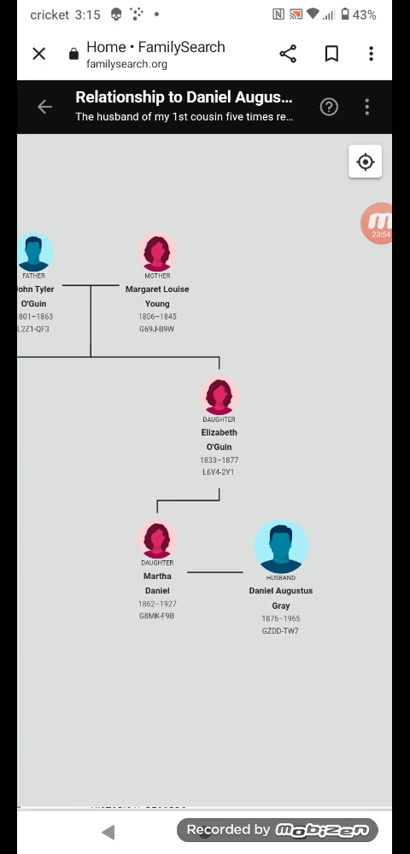 cricket 3:15
43%
Home • FamilySearch
familysearch.org
Relationship to Daniel Augus...
The husband of my 1st cousin five times re...
23:54
FATHER
MOTHER
John Tyler
O'Guin
1801–1863
L2Z1-QF3
Margaret Louise
Young
1806–1845
G69J-B9W
DAUGHTER
Elizabeth
O'Guin
1833–1877
L6Y4-2Y1
DAUGHTER
Martha
Daniel
1862–1927
G8MK-F9B
HUSBAND
Daniel Augustus
Gray
1876–1965
GZDD-TW7
Recorded by mobizen